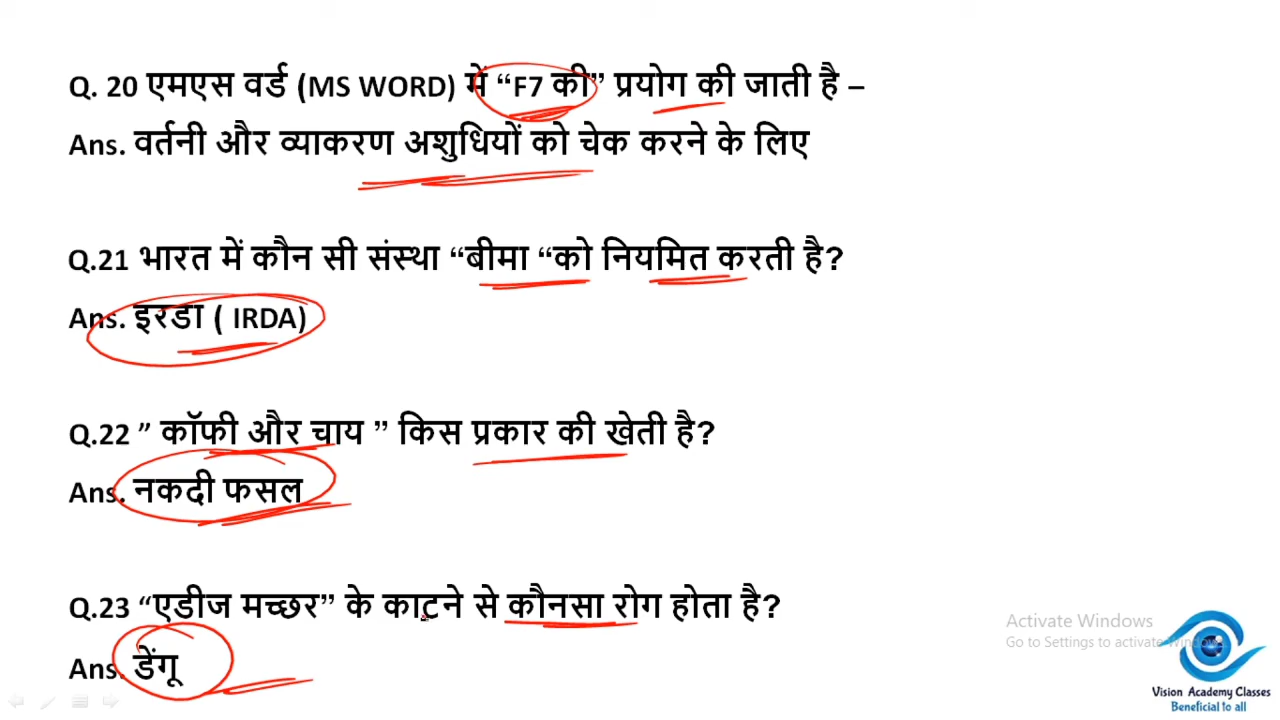 Q. 20 एमएस वर्ड (MS WORD) में “F7 की” प्रयोग की जाती है –
Ans. वर्तनी और व्याकरण अशुधियों को चेक करने के लिए
Q.21 भारत में कौन सी संस्था “बीमा “को नियमित करती है?
Ans. इरडा ( IRDA)
Q.22 ” कॉफी और चाय ” किस प्रकार की खेती है?
Ans. नकदी फसल
Q.23 “एडीज मच्छर” के काटने से कौनसा रोग होता है?
Ans. डेंगू
Activate Windows
Go to Settings to activate Windows.
Vision Academy Classes
Beneficial to all